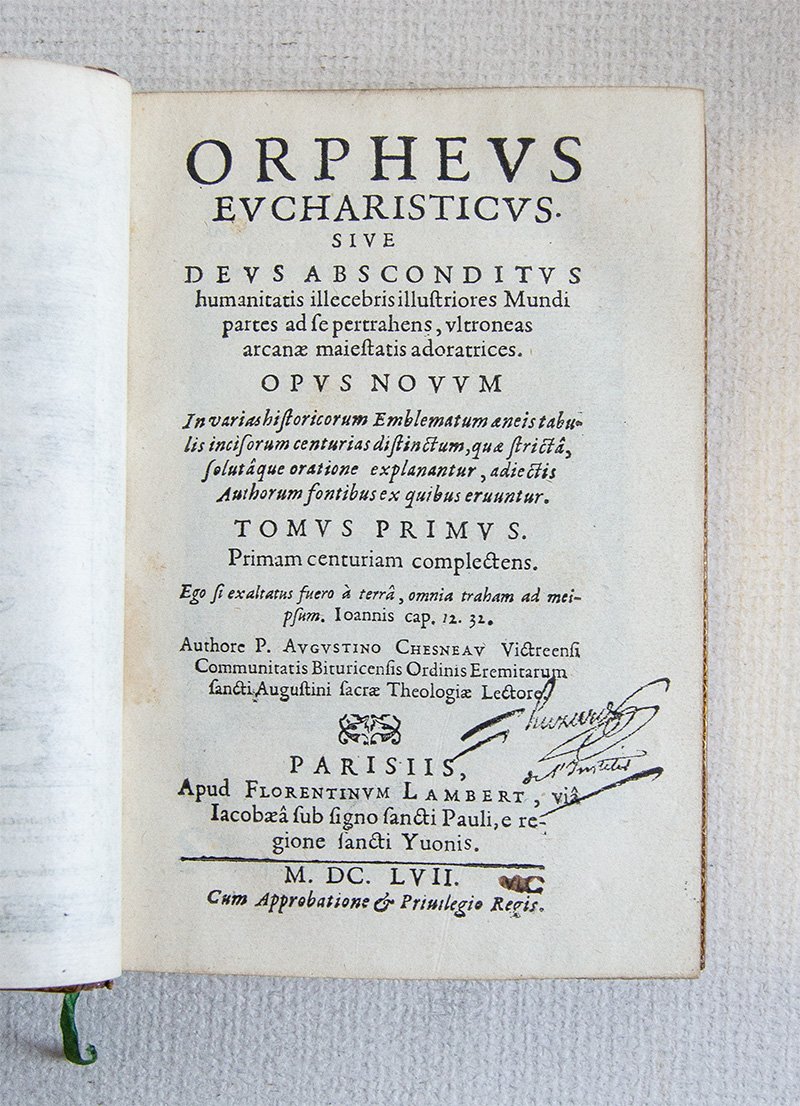 ORPHEVS
EVCHARISTICVS.
SIVE
DEVS ABSCONDITVS
humanitatis illecebris illuſtriores Mundi
partes ad ſe pertrahens, vltroneas
arcanæ maieſtatis adoratrices.
OPVS NOVVM
In varias hiſtoricorum Emblematum æneis tabu-
lis inciſorum centurias diſtinctum, quæ ſtrictâ,
ſolutâque oratione explanantur, adiectis
Authorum fontibus ex quibus eruuntur.
TOMVS PRIMVS.
Primam centuriam complectens.
Ego ſi exaltatus fuero à terrâ, omnia traham ad mei-
pſum. Ioannis cap. 12. 32.
Authore P. AVGVSTINO CHESNEAV Victreenſi
Communitatis Bituricenſis Ordinis Eremitarum
ſancti Auguſtini ſacræ Theologiæ Lectore
huzard
de l'Institut
PARISIIS,
Apud FLORENTINVM LAMBERT, viâ
Iacobæâ ſub ſigno ſancti Pauli, e re-
gione ſancti Yuonis.
M. DC. LVII.
Cum Approbatione & Priuilegio Regis.